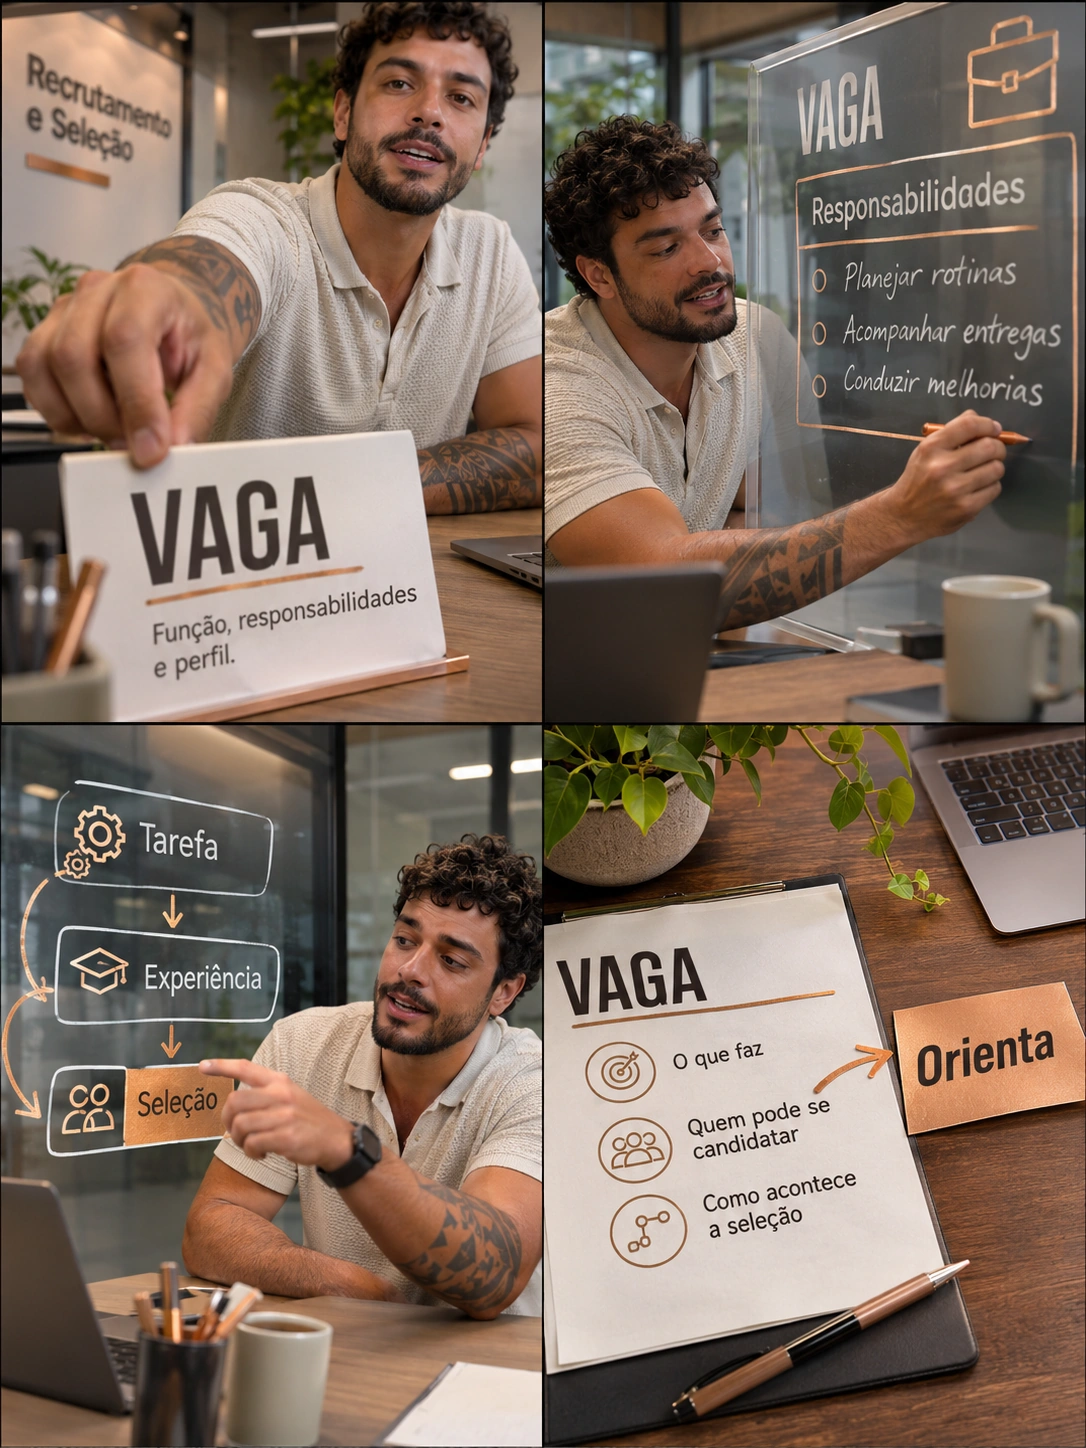 Recrutamento
e Seleção
VAGA
Função, responsabilidades
e perfil.
VAGA
Responsabilidades
Planejar rotinas
Acompanhar entregas
Conduzir melhorias
Tarefa
Experiência
Seleção
VAGA
O que faz
Quem pode se
candidatar
Como acontece
a seleção
Orienta